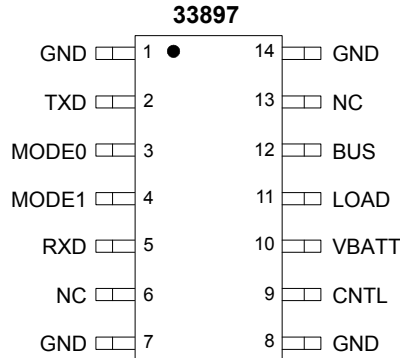 33897
GND 1 14 GND
TXD 2 13 NC
MODE0 3 12 BUS
MODE1 4 11 LOAD
RXD 5 10 VBATT
NC 6 9 CNTL
GND 7 8 GND